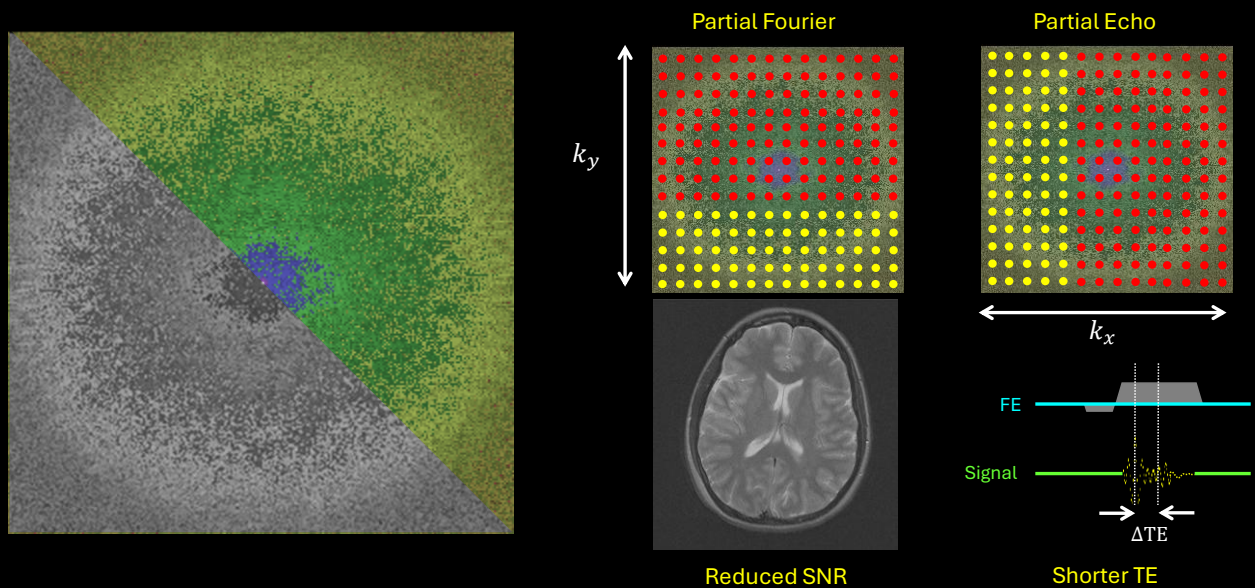 Partial Fourier
Partial Echo
k_y
k_x
FE
Signal
ΔTE
Reduced SNR
Shorter TE